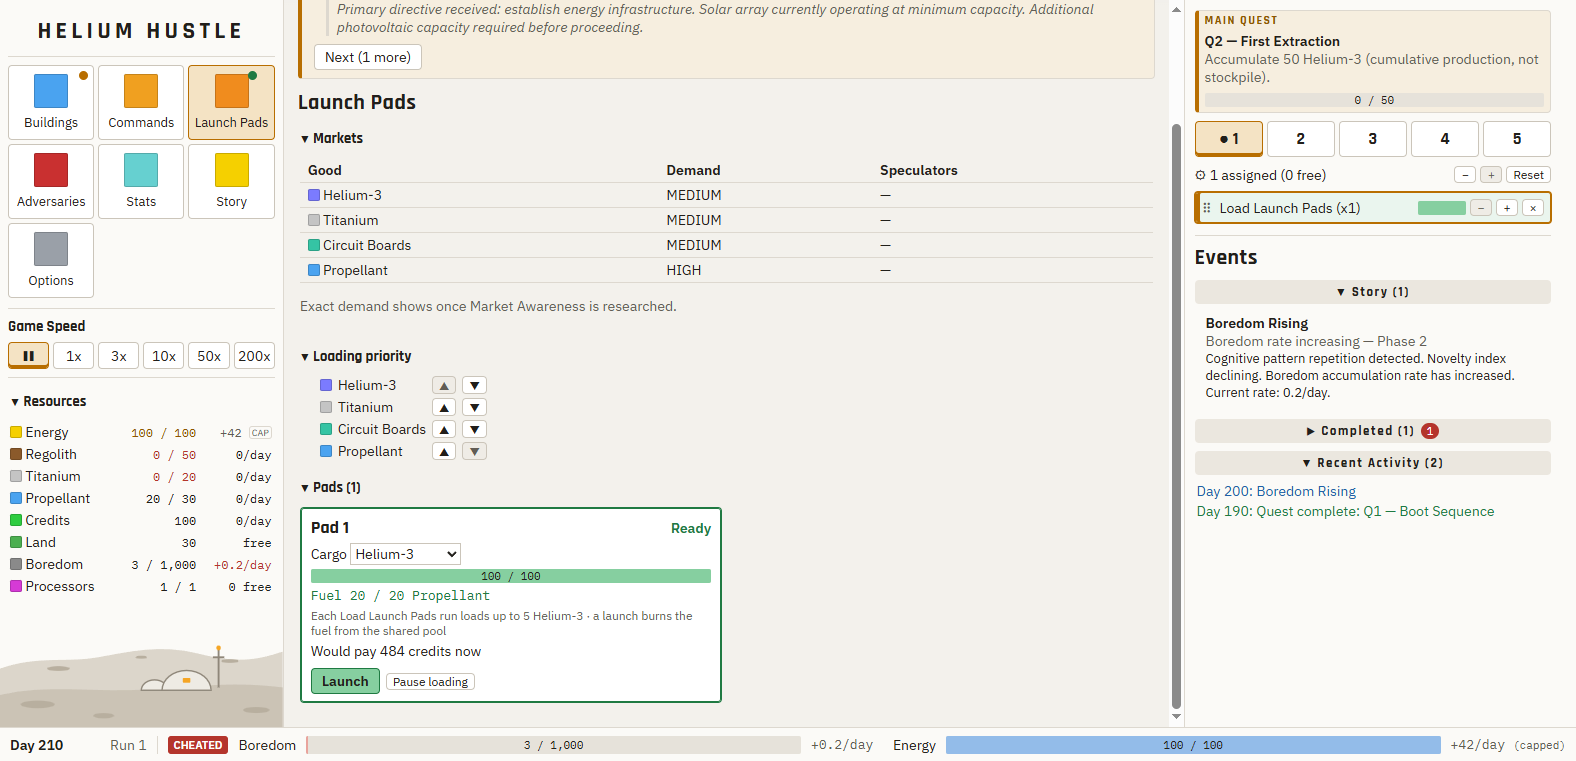 HELIUM HUSTLE
Buildings
Commands
Launch Pads
Adversaries
Stats
Story
Options
Game Speed
1x
3x
10x
50x
200x
▼ Resources
Energy 100 / 100 +42 CAP
Regolith 0 / 50 0/day
Titanium 0 / 20 0/day
Propellant 20 / 30 0/day
Credits 100 0/day
Land 30 free
Boredom 3 / 1,000 +0.2/day
Processors 1 / 1 0 free
Primary directive received: establish energy infrastructure. Solar array currently operating at minimum capacity. Additional
photovoltaic capacity required before proceeding.
Next (1 more)
Launch Pads
▼ Markets
Good Demand Speculators
Helium-3 MEDIUM —
Titanium MEDIUM —
Circuit Boards MEDIUM —
Propellant HIGH —
Exact demand shows once Market Awareness is researched.
▼ Loading priority
Helium-3 ▲ ▼
Titanium ▲ ▼
Circuit Boards ▲ ▼
Propellant ▲ ▼
▼ Pads (1)
Pad 1 Ready
Cargo Helium-3
100 / 100
Fuel 20 / 20 Propellant
Each Load Launch Pads run loads up to 5 Helium-3 · a launch burns the
fuel from the shared pool
Would pay 484 credits now
Launch Pause loading
MAIN QUEST
Q2 — First Extraction
Accumulate 50 Helium-3 (cumulative production, not
stockpile).
0 / 50
● 1 2 3 4 5
⚙ 1 assigned (0 free) − + Reset
Load Launch Pads (x1) − + ×
Events
▼ Story (1)
Boredom Rising
Boredom rate increasing — Phase 2
Cognitive pattern repetition detected. Novelty index
declining. Boredom accumulation rate has increased.
Current rate: 0.2/day.
▶ Completed (1) 1
▼ Recent Activity (2)
Day 200: Boredom Rising
Day 190: Quest complete: Q1 — Boot Sequence
Day 210 Run 1 CHEATED Boredom 3 / 1,000 +0.2/day Energy 100 / 100 +42/day (capped)